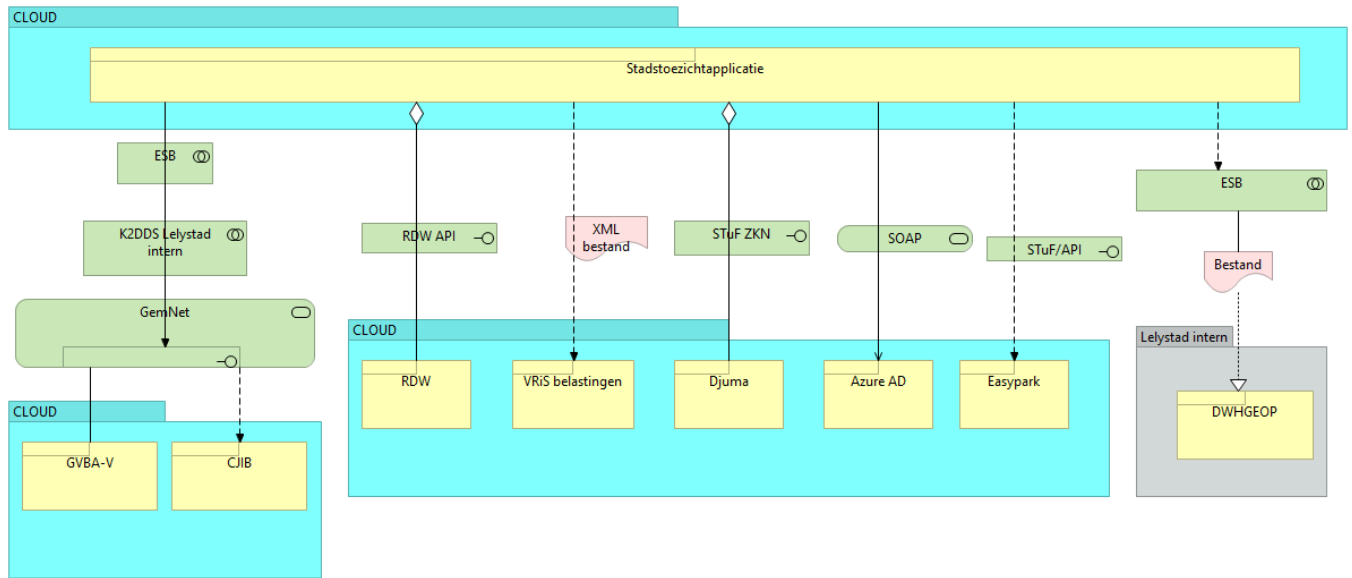 CLOUD
Stadstoezichtapplicatie
ESB
K2DDS Lelystad
intern
GemNet
RDW API
XML
bestand
STuF ZKN
SOAP
STuF/API
ESB
Bestand
CLOUD
RDW
VRiS belastingen
Djuma
Azure AD
Easypark
Lelystad intern
DWHGEOP
CLOUD
GVBA-V
CJIB